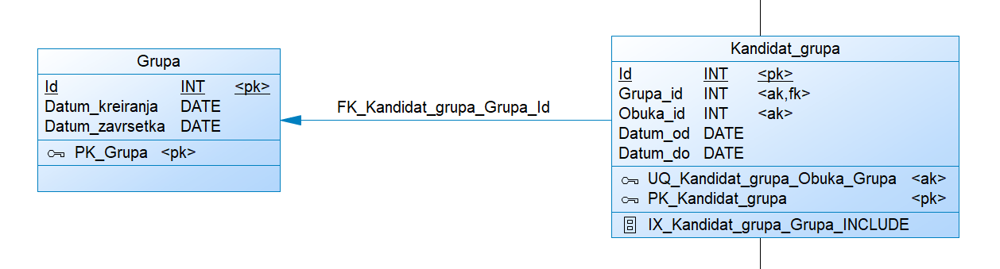 Grupa
Id INT <pk>
Datum_kreiranja DATE
Datum_zavrsetka DATE
PK_Grupa <pk>
FK_Kandidat_grupa_Grupa_Id
Kandidat_grupa
Id INT <pk>
Grupa_id INT <ak,fk>
Obuka_id INT <ak>
Datum_od DATE
Datum_do DATE
UQ_Kandidat_grupa_Obuka_Grupa <ak>
PK_Kandidat_grupa <pk>
IX_Kandidat_grupa_Grupa_INCLUDE